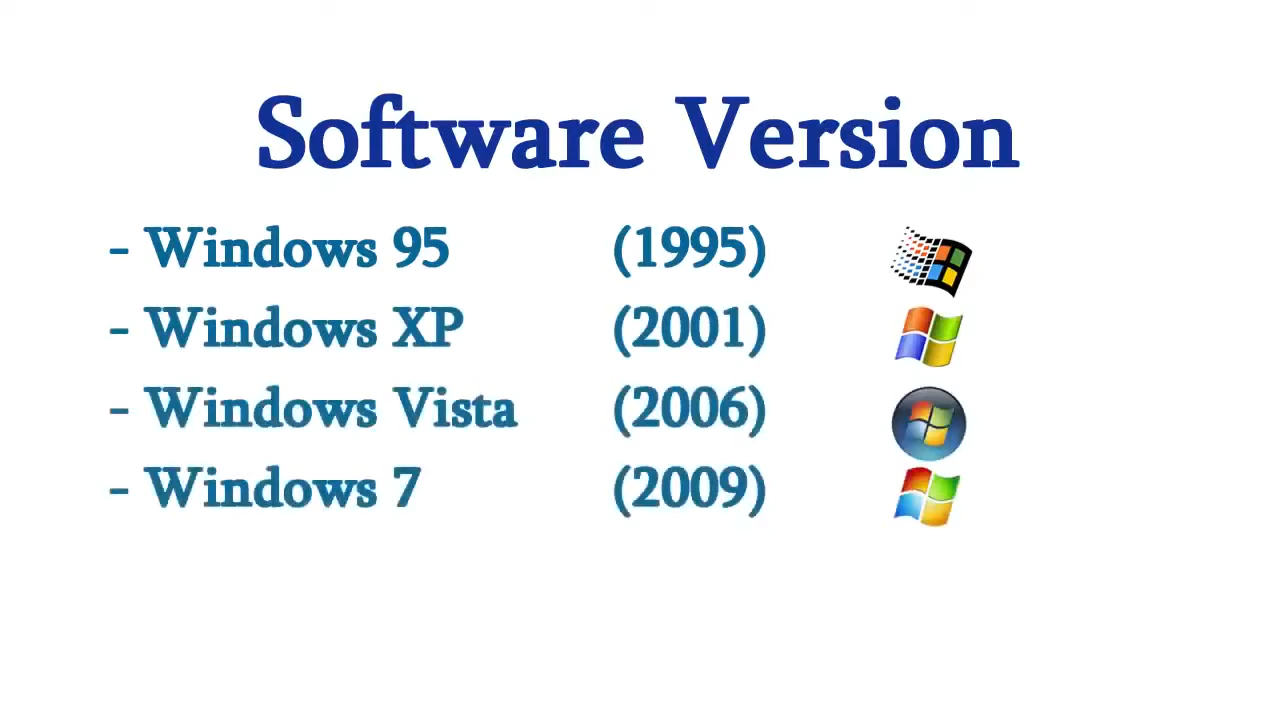 Software Version
- Windows 95 (1995)
- Windows XP (2001)
- Windows Vista (2006)
- Windows 7 (2009)